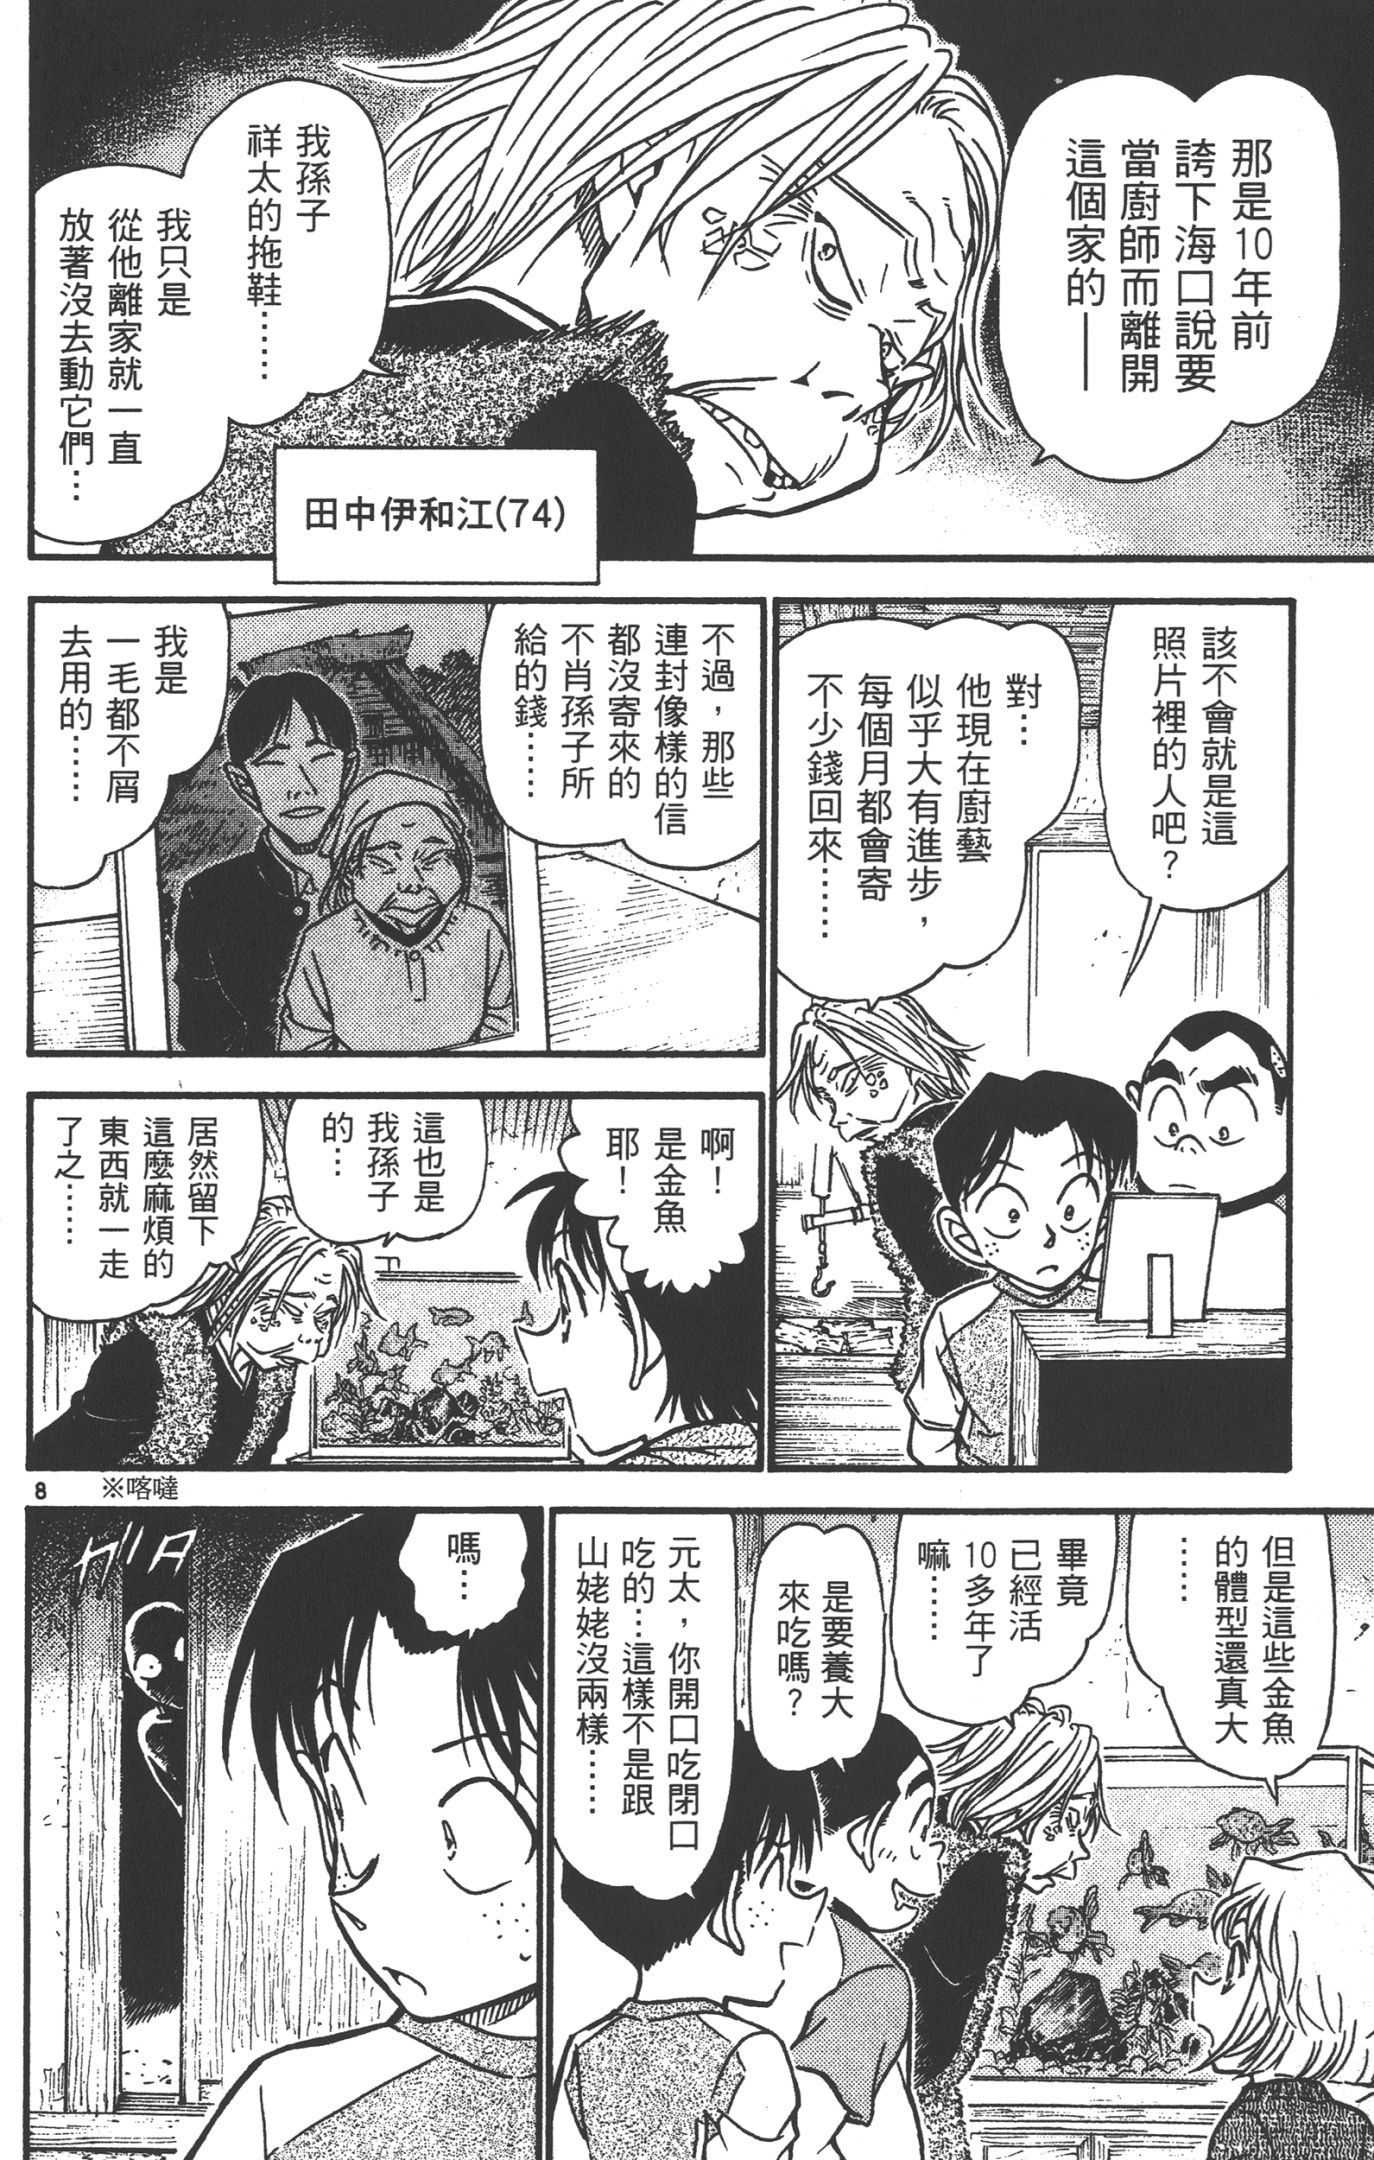 那是10年前
誇下海口說要
當廚師而離開
這個家的——
我孫子
祥太的拖鞋……
我只是
從他離家就一直
放著沒去動它們…
田中伊和江(74)
該不會就是這
照片裡的人吧？
對…
他現在廚藝
似乎大有進步，
每個月都會寄
不少錢回來……
不過，那些
連封像樣的信
都沒寄來的
不肖孫子所
給的錢……
我是
一毛都不屑
去用的……
啊！
是金魚
耶！
這也是
我孫子
的…
居然留下
這麼麻煩的
東西就一走
了之……
8
※喀噠
但是這些金魚
的體型還真大
……
畢竟
已經活
10多年了
嘛……
是要養大
來吃嗎？
元太，你開口吃閉口
吃的…這樣不是跟
山姥姥沒兩樣……
嗎…
ガタ